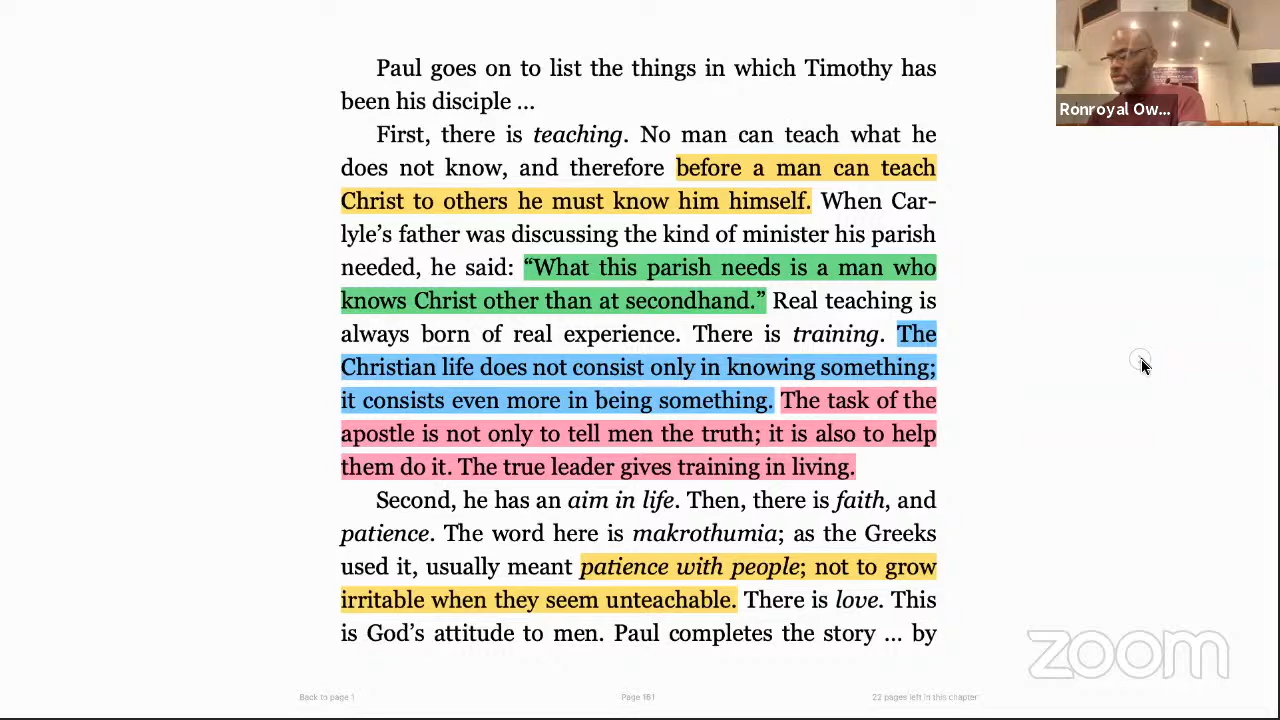 Paul goes on to list the things in which Timothy has
been his disciple ...
First, there is teaching. No man can teach what he
does not know, and therefore before a man can teach
Christ to others he must know him himself. When Car-
lyle’s father was discussing the kind of minister his parish
needed, he said: “What this parish needs is a man who
knows Christ other than at secondhand.” Real teaching is
always born of real experience. There is training. The
Christian life does not consist only in knowing something;
it consists even more in being something. The task of the
apostle is not only to tell men the truth; it is also to help
them do it. The true leader gives training in living.
Second, he has an aim in life. Then, there is faith, and
patience. The word here is makrothumia; as the Greeks
used it, usually meant patience with people; not to grow
irritable when they seem unteachable. There is love. This
is God’s attitude to men. Paul completes the story ... by
Back to page 1
Page 161
22 pages left in this chapter
Ronroyal Ow...
zoom